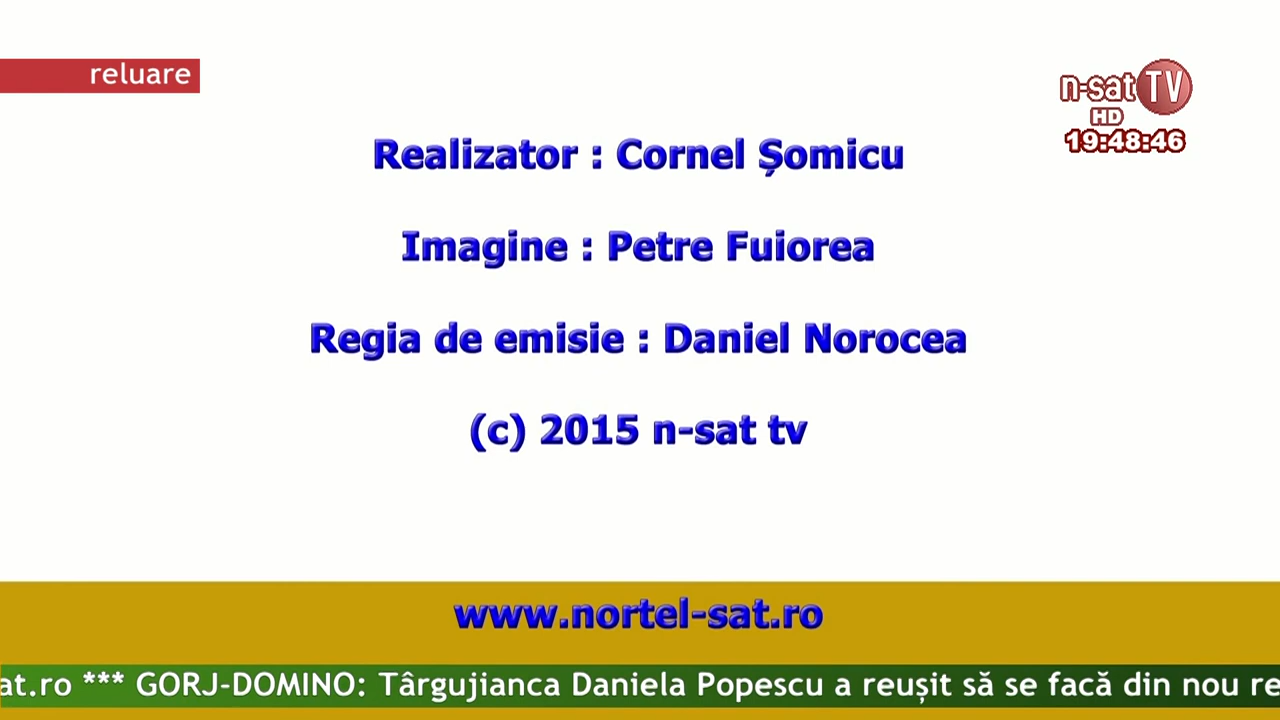 reluare
n-sat TV
HD
19:48:46
Realizator : Cornel Șomicu
Imagine : Petre Fuiorea
Regia de emisie : Daniel Norocea
(c) 2015 n-sat tv
www.nortel-sat.ro
at.ro *** GORJ-DOMINO: Târgujianca Daniela Popescu a reușit să se facă din nou re